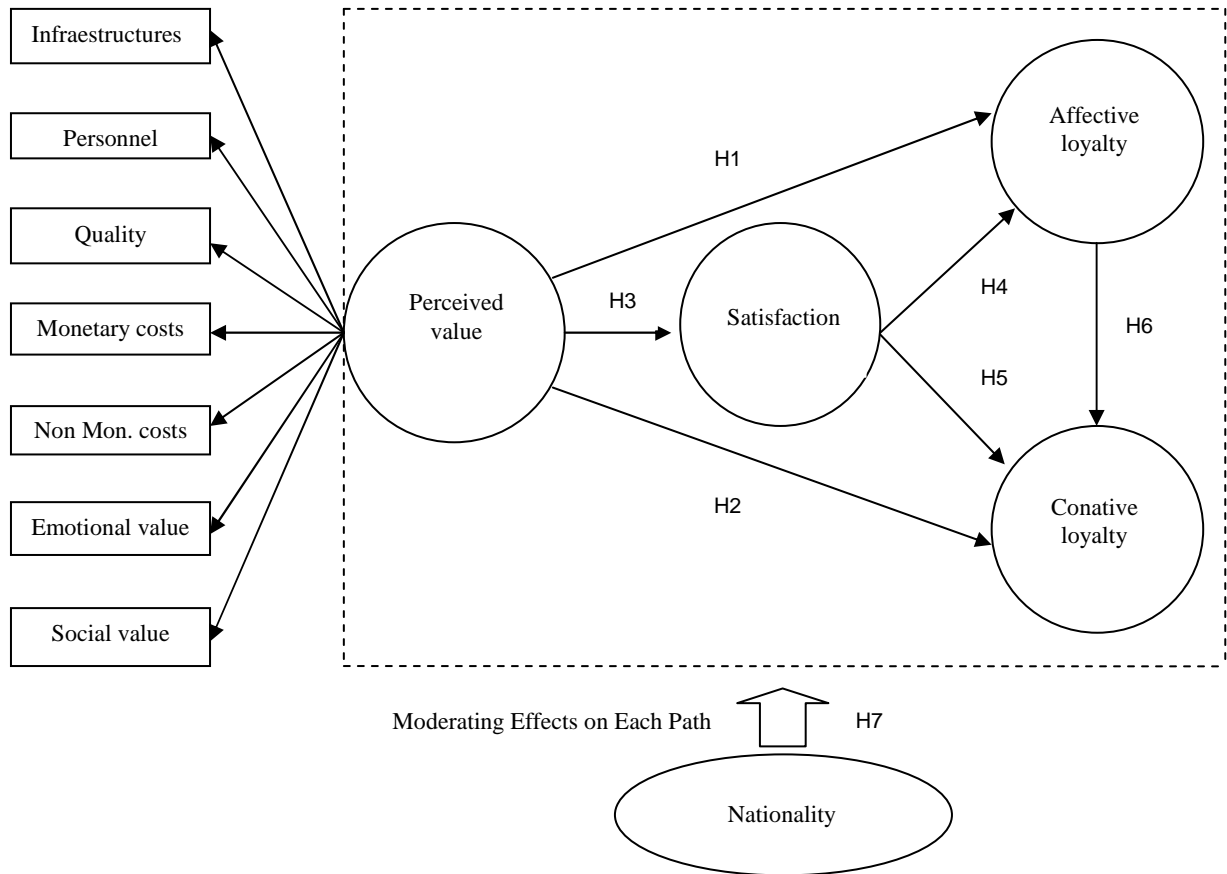 Infraestructures
Personnel
Quality
Monetary costs
Non Mon. costs
Emotional value
Social value
Perceived
value
H1
H3
H2
Satisfaction
H4
H5
Affective
loyalty
H6
Conative
loyalty
Moderating Effects on Each Path
H7
Nationality